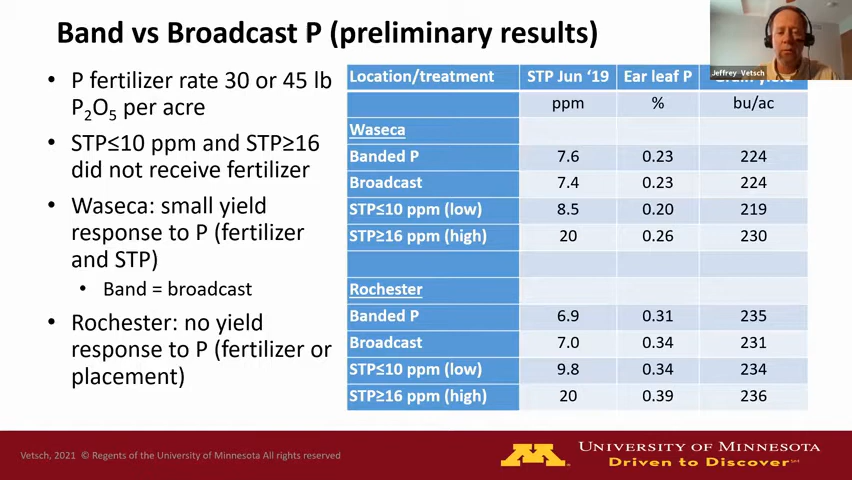 Band vs Broadcast P (preliminary results)
• P fertilizer rate 30 or 45 lb
P₂O₅ per acre
• STP≤10 ppm and STP≥16
did not receive fertilizer
• Waseca: small yield
response to P (fertilizer
and STP)
• Band = broadcast
• Rochester: no yield
response to P (fertilizer or
placement)
Location/treatment STP Jun ‘19 Ear leaf P
ppm % bu/ac
Waseca
Banded P 7.6 0.23 224
Broadcast 7.4 0.23 224
STP≤10 ppm (low) 8.5 0.20 219
STP≥16 ppm (high) 20 0.26 230
Rochester
Banded P 6.9 0.31 235
Broadcast 7.0 0.34 231
STP≤10 ppm (low) 9.8 0.34 234
STP≥16 ppm (high) 20 0.39 236
Jeffrey Vetsch
Vetsch, 2021 © Regents of the University of Minnesota All rights reserved
M
UNIVERSITY OF MINNESOTA
Driven to Discover℠